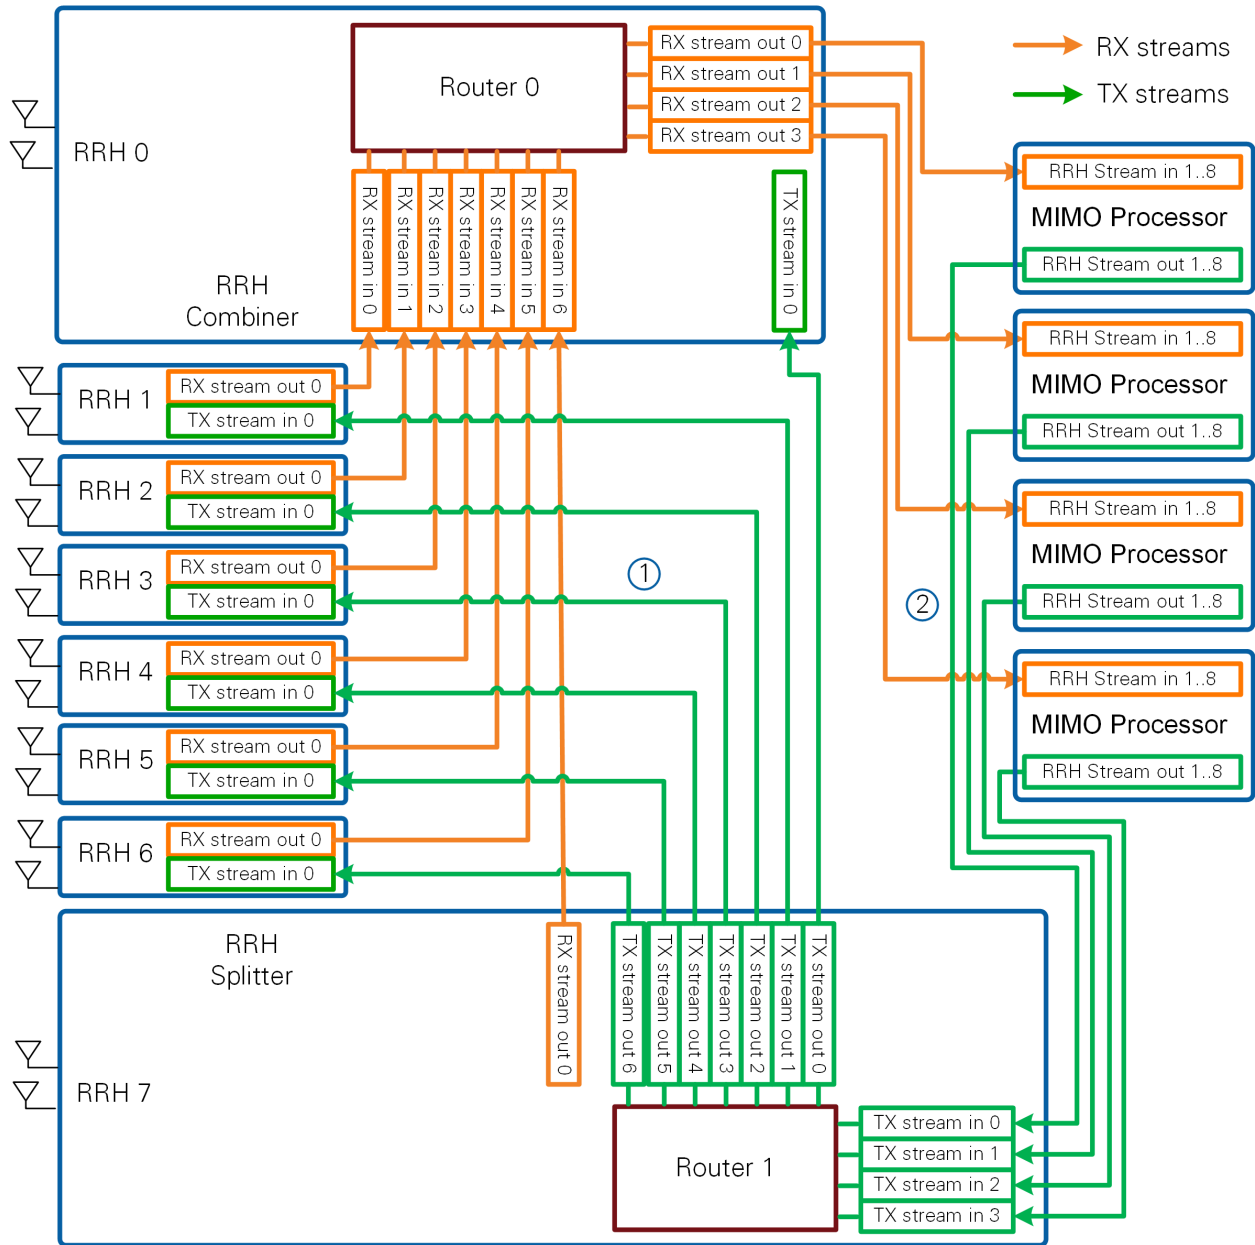 RX streams
TX streams
RRH 0
RRH
Combiner
Router 0
RX stream out 0
RX stream out 1
RX stream out 2
RX stream out 3
RX stream in 0
RX stream in 1
RX stream in 2
RX stream in 3
RX stream in 4
RX stream in 5
RX stream in 6
TX stream in 0
RRH Stream in 1..8
MIMO Processor
RRH Stream out 1..8
RRH Stream in 1..8
MIMO Processor
RRH Stream out 1..8
RRH Stream in 1..8
MIMO Processor
RRH Stream out 1..8
RRH Stream in 1..8
MIMO Processor
RRH Stream out 1..8
RRH 1
RX stream out 0
TX stream in 0
RRH 2
RX stream out 0
TX stream in 0
RRH 3
RX stream out 0
TX stream in 0
RRH 4
RX stream out 0
TX stream in 0
RRH 5
RX stream out 0
TX stream in 0
RRH 6
RX stream out 0
TX stream in 0
1
2
RRH
Splitter
RRH 7
RX stream out 0
TX stream out 6
TX stream out 5
TX stream out 4
TX stream out 3
TX stream out 2
TX stream out 1
TX stream out 0
Router 1
TX stream in 0
TX stream in 1
TX stream in 2
TX stream in 3